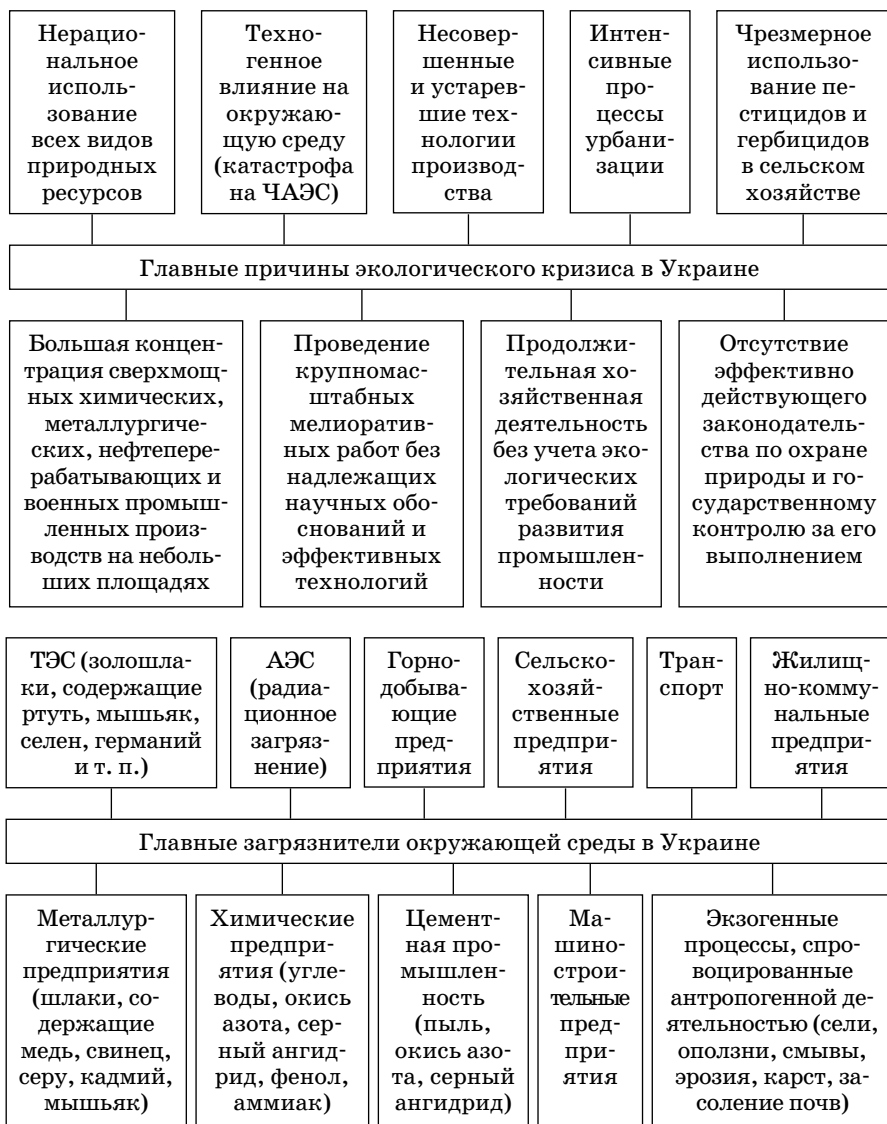 Нерацио-
нальное
исполь-
зование
всех видов
природных
ресурсов
Техно-
генное
влияние на
окружаю-
щую среду
(катастрофа
на ЧАЭС)
Несовер-
шенные
и устарев-
шие тех-
нологии
производ-
ства
Интен-
сивные
про-
цессы
урбани-
зации
Чрезмерное
использо-
вание пе-
стицидов и
гербицидов
в сельском
хозяйстве
Главные причины экологического кризиса в Украине
Большая концен-
трация сверхмощ-
ных химических,
металлургиче-
ских, нефтепере-
рабатывающих и
военных промыш-
ленных произ-
водств на неболь-
ших площадях
Проведение
крупномас-
штабных
мелиоратив-
ных работ без
надлежащих
научных обо-
снований и
эффективных
технологий
Продолжи-
тельная хо-
зяйственная
деятельность
без учета эко-
логических
требований
развития
промышлен-
ности
Отсутствие
эффективно
действующего
законодатель-
ства по охране
природы и го-
сударственному
контролю за его
выполнением
ТЭС (золошла-
ки, содержащие
ртуть, мышьяк,
селен, германий
и т. п.)
АЭС
(радиа-
ционное
загряз-
нение)
Горно-
добыва-
ющие
пред-
приятия
Сельско-
хозяй-
ственные
предпри-
ятия
Тран-
спорт
Жилищ-
но-комму-
нальные
предпри-
ятия
Главные загрязнители окружающей среды в Украине
Металлур-
гические
предприятия
(шлаки, со-
держащие
медь, свинец,
серу, кадмий,
мышьяк)
Химические
предпри-
ятия (угле-
воды, окись
азота, сер-
ный ангид-
рид, фенол,
аммиак)
Цемент-
ная про-
мышлен-
ность
(пыль,
окись азо-
та, серный
ангидрид)
Ма-
шино-
строи-
тельные
пред-
при-
ятия
Экзогенные
процессы, спро-
воцированные
антропогенной де-
ятельностью (сели,
оползни, смывы,
эрозия, карст, за-
соление почв)